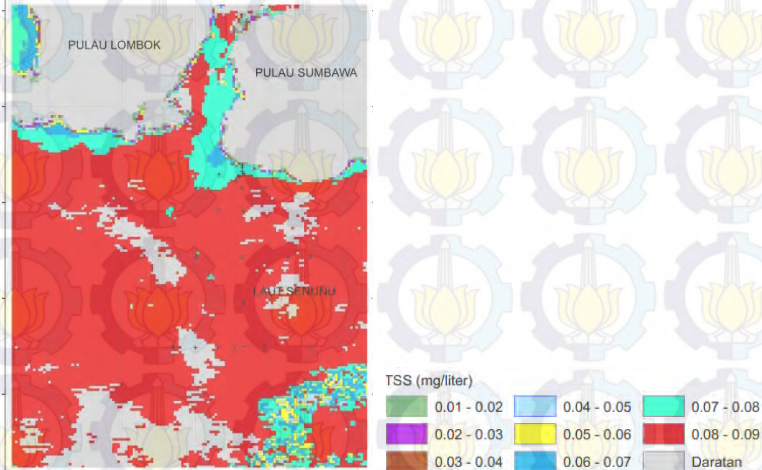 PULAU LOMBOK
PULAU SUMBAWA
LAUT SENUNU
TSS (mg/liter)
0.01 - 0.02
0.04 - 0.05
0.07 - 0.08
0.02 - 0.03
0.05 - 0.06
0.08 - 0.09
0.03 - 0.04
0.06 - 0.07
Daratan